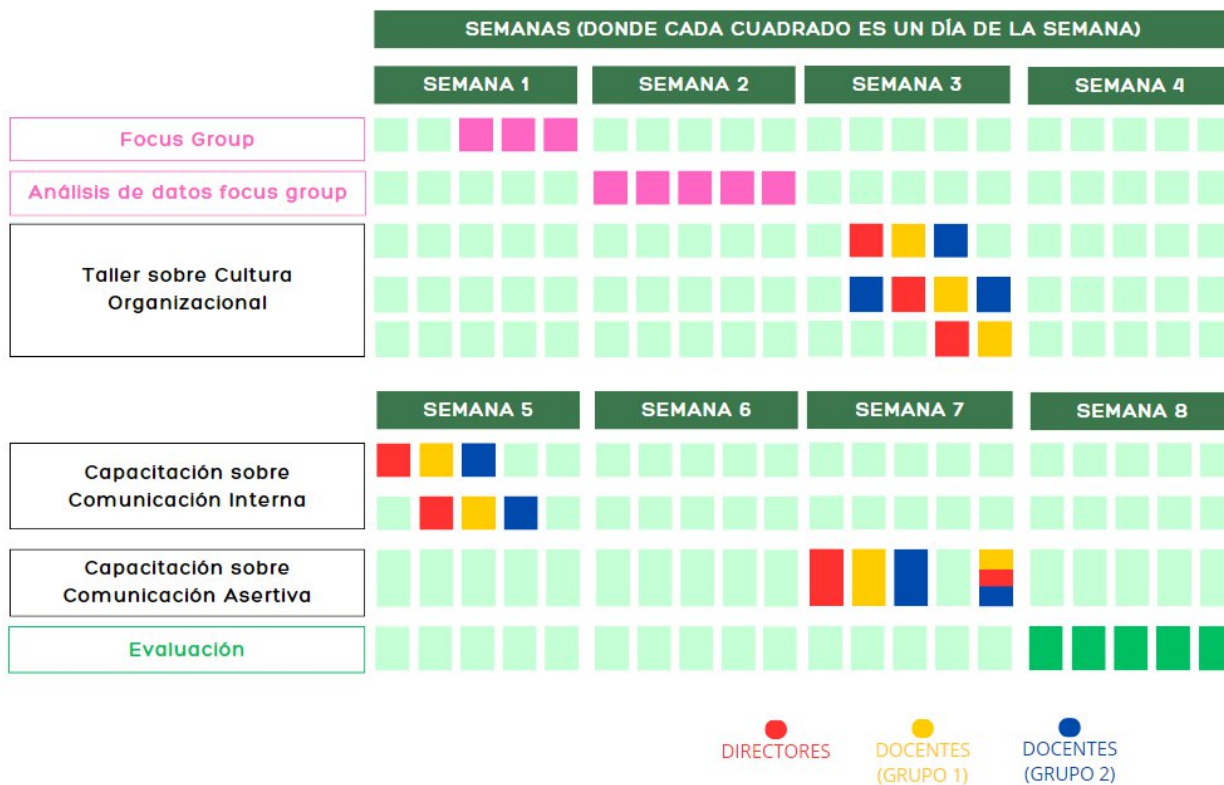 SEMANAS (DONDE CADA CUADRADO ES UN DÍA DE LA SEMANA)
SEMANA 1
SEMANA 2
SEMANA 3
SEMANA 4
Focus Group
Análisis de datos focus group
Taller sobre Cultura
Organizacional
SEMANA 5
SEMANA 6
SEMANA 7
SEMANA 8
Capacitación sobre
Comunicación Interna
Capacitación sobre
Comunicación Asertiva
Evaluación
DIRECTORES
DOCENTES
(GRUPO 1)
DOCENTES
(GRUPO 2)